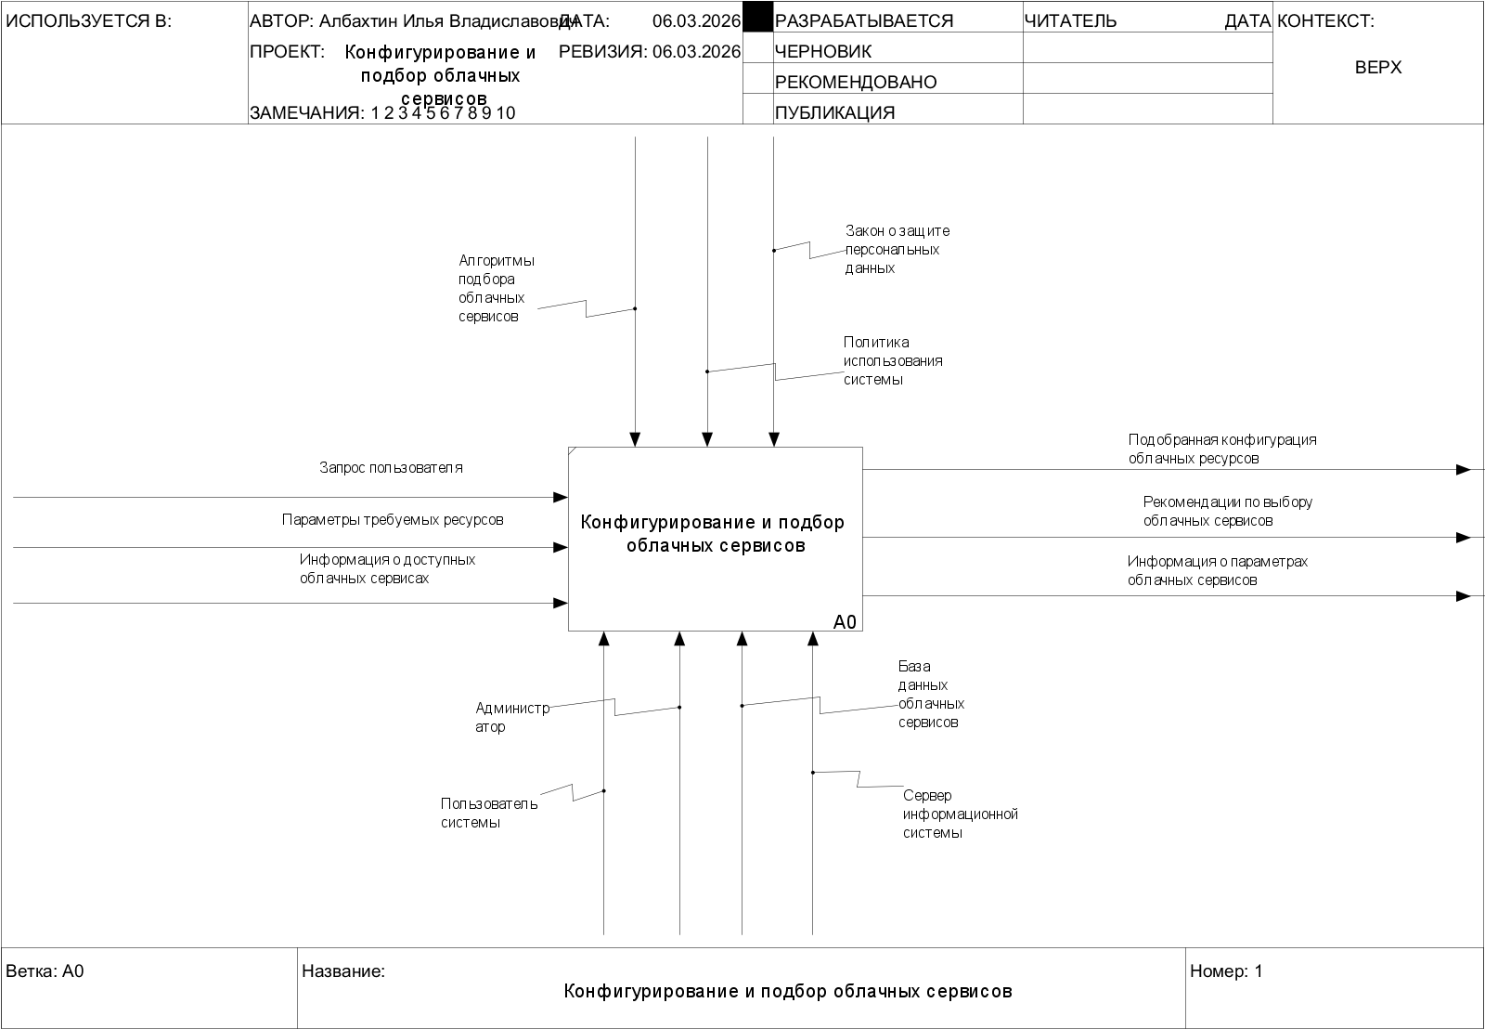 ИСПОЛЬЗУЕТСЯ В:
АВТОР: Албахтин Илья Владиславович
ДАТА: 06.03.2026
ПРОЕКТ: Конфигурирование и
подбор облачных
сервисов
РЕВИЗИЯ: 06.03.2026
ЗАМЕЧАНИЯ: 1 2 3 4 5 6 7 8 9 10
РАЗРАБАТЫВАЕТСЯ
ЧЕРНОВИК
РЕКОМЕНДОВАНО
ПУБЛИКАЦИЯ
ЧИТАТЕЛЬ ДАТА
КОНТЕКСТ:
ВЕРХ
Закон о защите
персональных
данных
Алгоритмы
подбора
облачных
сервисов
Политика
использования
системы
Запрос пользователя
Параметры требуемых ресурсов
Информация о доступных
облачных сервисах
Конфигурирование и подбор
облачных сервисов
A0
Подобранная конфигурация
облачных ресурсов
Рекомендации по выбору
облачных сервисов
Информация о параметрах
облачных сервисов
База
данных
облачных
сервисов
Администр
атор
Пользователь
системы
Сервер
информационной
системы
Ветка: A0
Название:
Конфигурирование и подбор облачных сервисов
Номер: 1